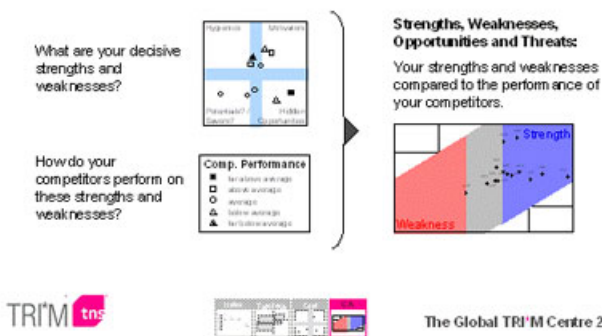 What are your decisive
strengths and
weaknesses?
Hygienics Motivators
Potentials? / Hidden
Savers? Opportunities
How do your
competitors perform on
these strengths and
weaknesses?
Comp. Performance
far above average
above average
average
below average
far below average
Strengths, Weaknesses,
Opportunities and Threats:
Your strengths and weaknesses
compared to the performance of
your competitors.
Strength
Weakness
TRI*M tns
Index
The Global TRI*M Centre 2